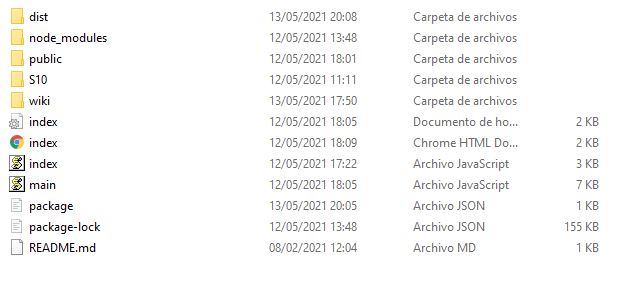 dist 13/05/2021 20:08 Carpeta de archivos
node_modules 12/05/2021 13:48 Carpeta de archivos
public 12/05/2021 18:01 Carpeta de archivos
S10 12/05/2021 11:11 Carpeta de archivos
wiki 13/05/2021 17:50 Carpeta de archivos
index 12/05/2021 18:05 Documento de ho... 2 KB
index 12/05/2021 18:09 Chrome HTML Do... 2 KB
index 12/05/2021 17:22 Archivo JavaScript 3 KB
main 12/05/2021 18:05 Archivo JavaScript 7 KB
package 13/05/2021 20:05 Archivo JSON 1 KB
package-lock 12/05/2021 13:48 Archivo JSON 155 KB
README.md 08/02/2021 12:04 Archivo MD 1 KB